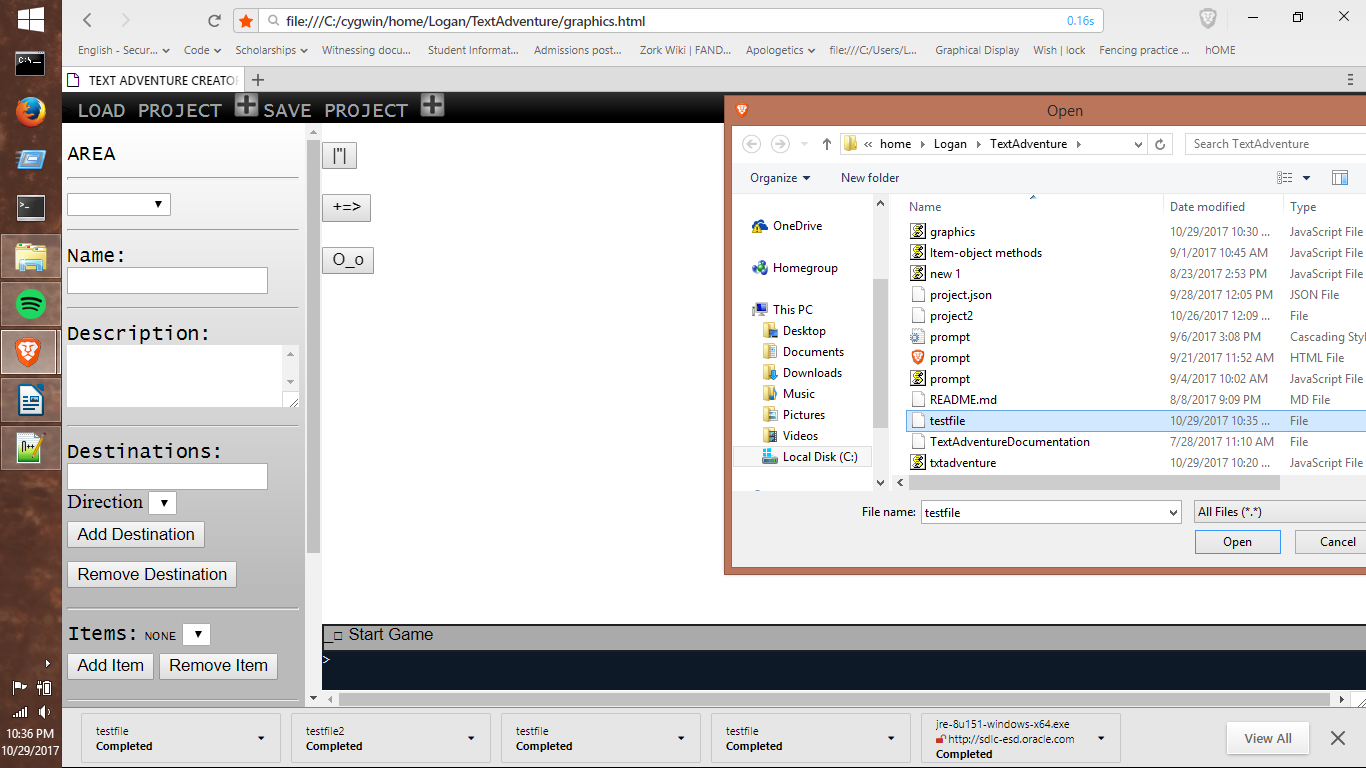 file:///C:/cygwin/home/Logan/TextAdventure/graphics.html 0.16s
English - Secur... Code Scholarships Witnessing docu... Student Informat... Admissions post... Zork Wiki | FAND... Apologetics file:///C:/Users/L... Graphical Display Wish | lock Fencing practice ... hOME
TEXT ADVENTURE CREATO
LOAD PROJECT SAVE PROJECT
AREA
Name:
Description:
Destinations:
Direction
Add Destination
Remove Destination
Items: NONE
Add Item Remove Item
|"|
+=>
O_o
_□ Start Game
>
Open
« home Logan TextAdventure
Search TextAdventure
Organize New folder
OneDrive
Homegroup
This PC
Desktop
Documents
Downloads
Music
Pictures
Videos
Local Disk (C:)
Name Date modified Type
graphics 10/29/2017 10:30 ... JavaScript File
Item-object methods 9/1/2017 10:45 AM JavaScript File
new 1 8/23/2017 2:53 PM JavaScript File
project.json 9/28/2017 12:05 PM JSON File
project2 10/26/2017 12:09 ... File
prompt 9/6/2017 3:08 PM Cascading Sty
prompt 9/21/2017 11:52 AM HTML File
prompt 9/4/2017 10:02 AM JavaScript File
README.md 8/8/2017 9:09 PM MD File
testfile 10/29/2017 10:35 ... File
TextAdventureDocumentation 7/28/2017 11:10 AM File
txtadventure 10/29/2017 10:20 ... JavaScript File
File name: testfile All Files (*.*)
Open Cancel
10:36 PM
10/29/2017
testfile
Completed
testfile2
Completed
testfile
Completed
testfile
Completed
jre-8u151-windows-x64.exe
http://sdlc-esd.oracle.com
Completed
View All